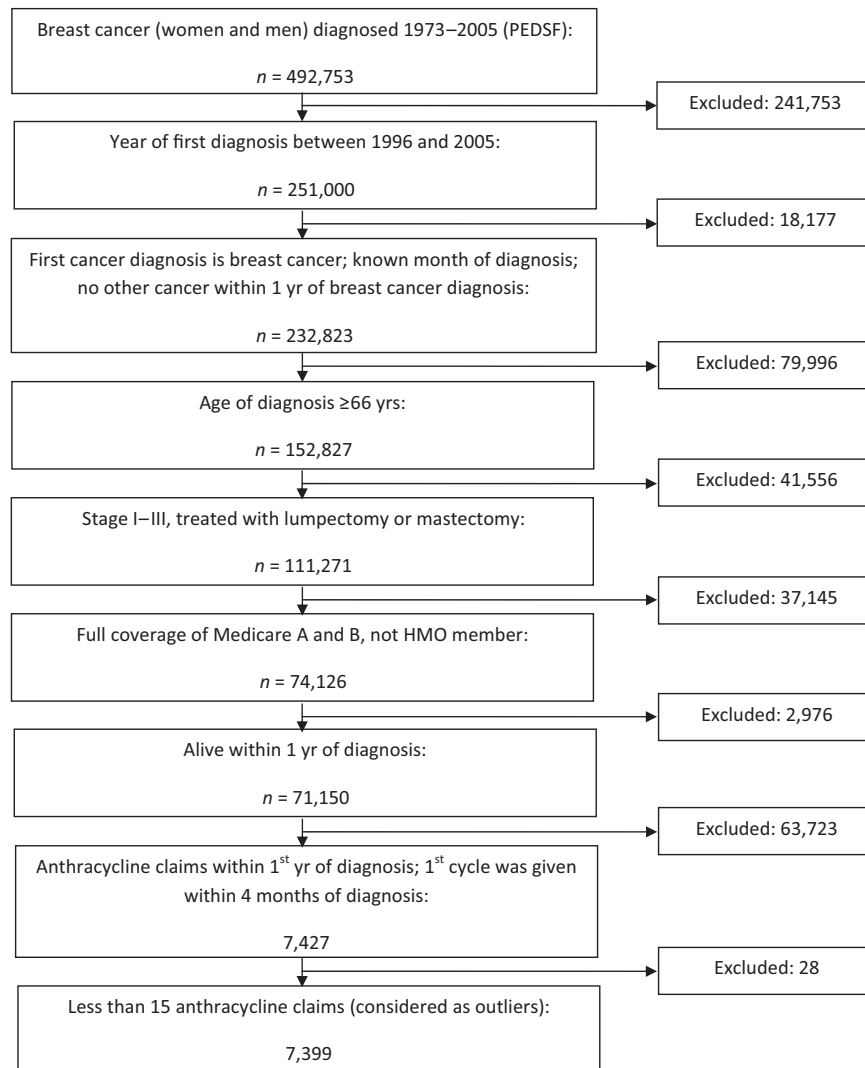 Breast cancer (women and men) diagnosed 1973–2005 (PEDSF):
n = 492,753
Excluded: 241,753
Year of first diagnosis between 1996 and 2005:
n = 251,000
Excluded: 18,177
First cancer diagnosis is breast cancer; known month of diagnosis;
no other cancer within 1 yr of breast cancer diagnosis:
n = 232,823
Excluded: 79,996
Age of diagnosis ≥66 yrs:
n = 152,827
Excluded: 41,556
Stage I–III, treated with lumpectomy or mastectomy:
n = 111,271
Excluded: 37,145
Full coverage of Medicare A and B, not HMO member:
n = 74,126
Excluded: 2,976
Alive within 1 yr of diagnosis:
n = 71,150
Excluded: 63,723
Anthracycline claims within 1st yr of diagnosis; 1st cycle was given
within 4 months of diagnosis:
7,427
Excluded: 28
Less than 15 anthracycline claims (considered as outliers):
7,399